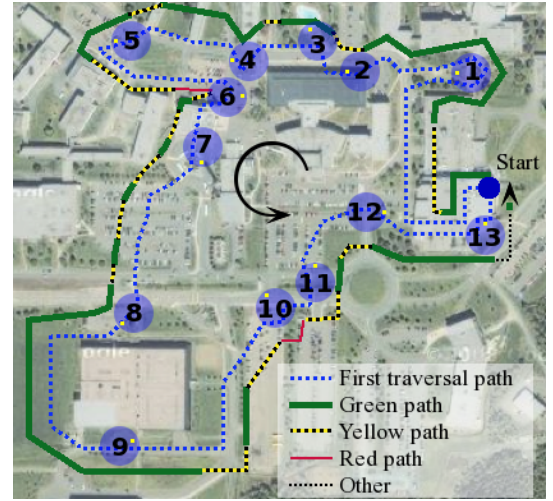 5
3
4
2
1
6
7
Start
12
13
11
10
8
9
First traversal path
Green path
Yellow path
Red path
Other